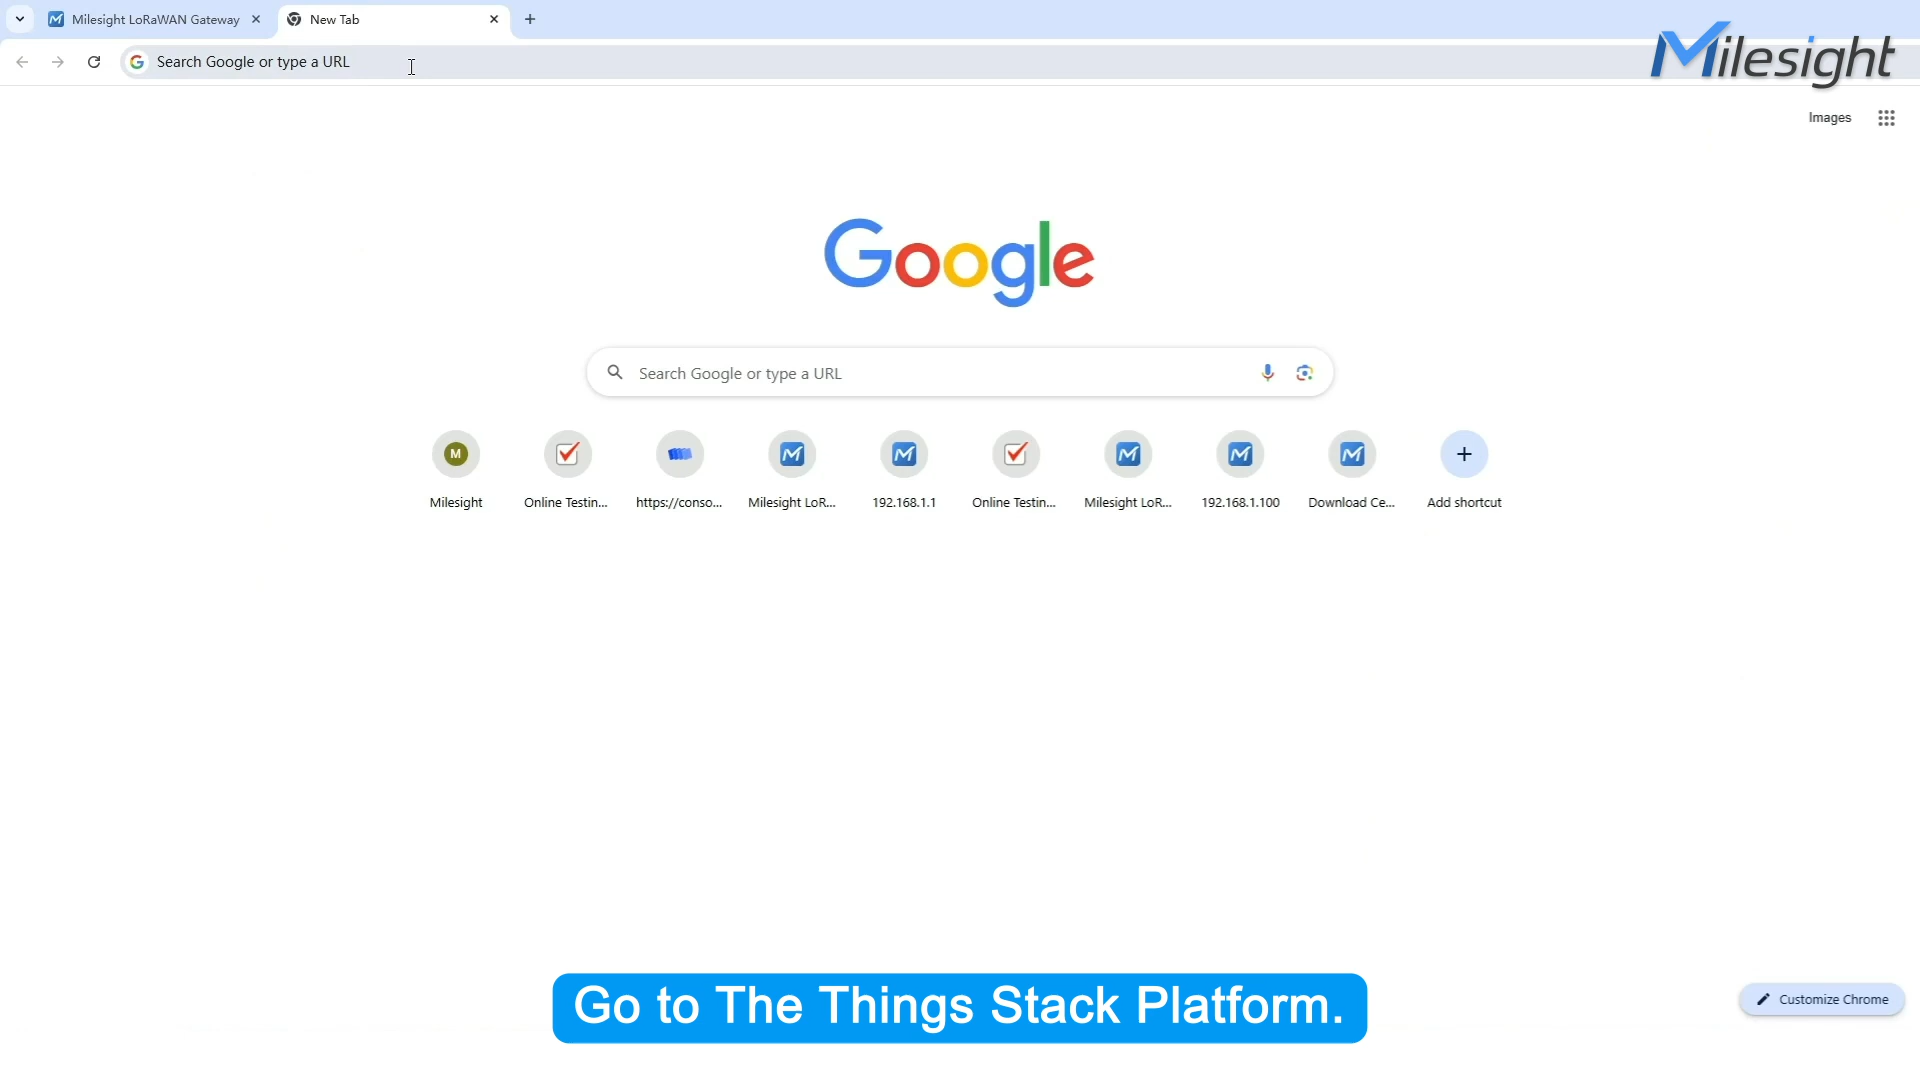 Milesight LoRaWAN Gateway
New Tab
Search Google or type a URL
Milesight
Images
Google
Search Google or type a URL
M
Milesight
Online Testin...
https://conso...
Milesight LoR...
192.168.1.1
Online Testin...
Milesight LoR...
192.168.1.100
Download Ce...
Add shortcut
Customize Chrome
Go to The Things Stack Platform.